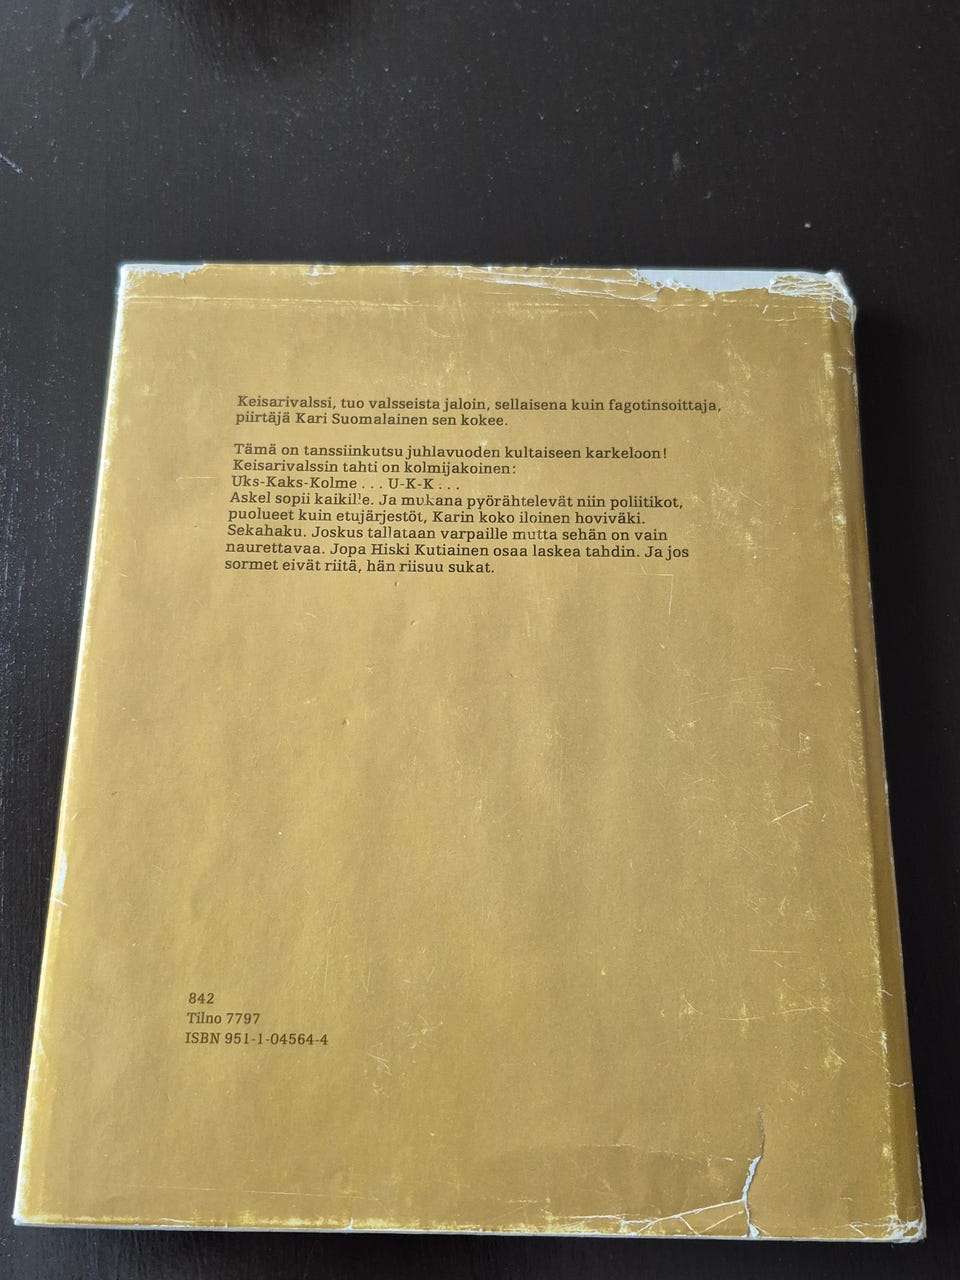 Keisarivalssi, tuo valsseista jaloin, sellaisena kuin fagotinsoittaja,
piirtäjä Kari Suomalainen sen kokee.
Tämä on tanssiinkutsu juhlavuoden kultaiseen karkeloon!
Keisarivalssin tahti on kolmijakoinen:
Uks-Kaks-Kolme . . . U-K-K . . .
Askel sopii kaikille. Ja mukana pyörähtelevät niin poliitikot,
puolueet kuin etujärjestöt, Karin koko iloinen hoviväki.
Sekahaku. Joskus tallataan varpaille mutta sehän on vain
naurettavaa. Jopa Hiski Kutiainen osaa laskea tahdin. Ja jos
sormet eivät riitä, hän riisuu sukat.
842
Tilno 7797
ISBN 951-1-04564-4